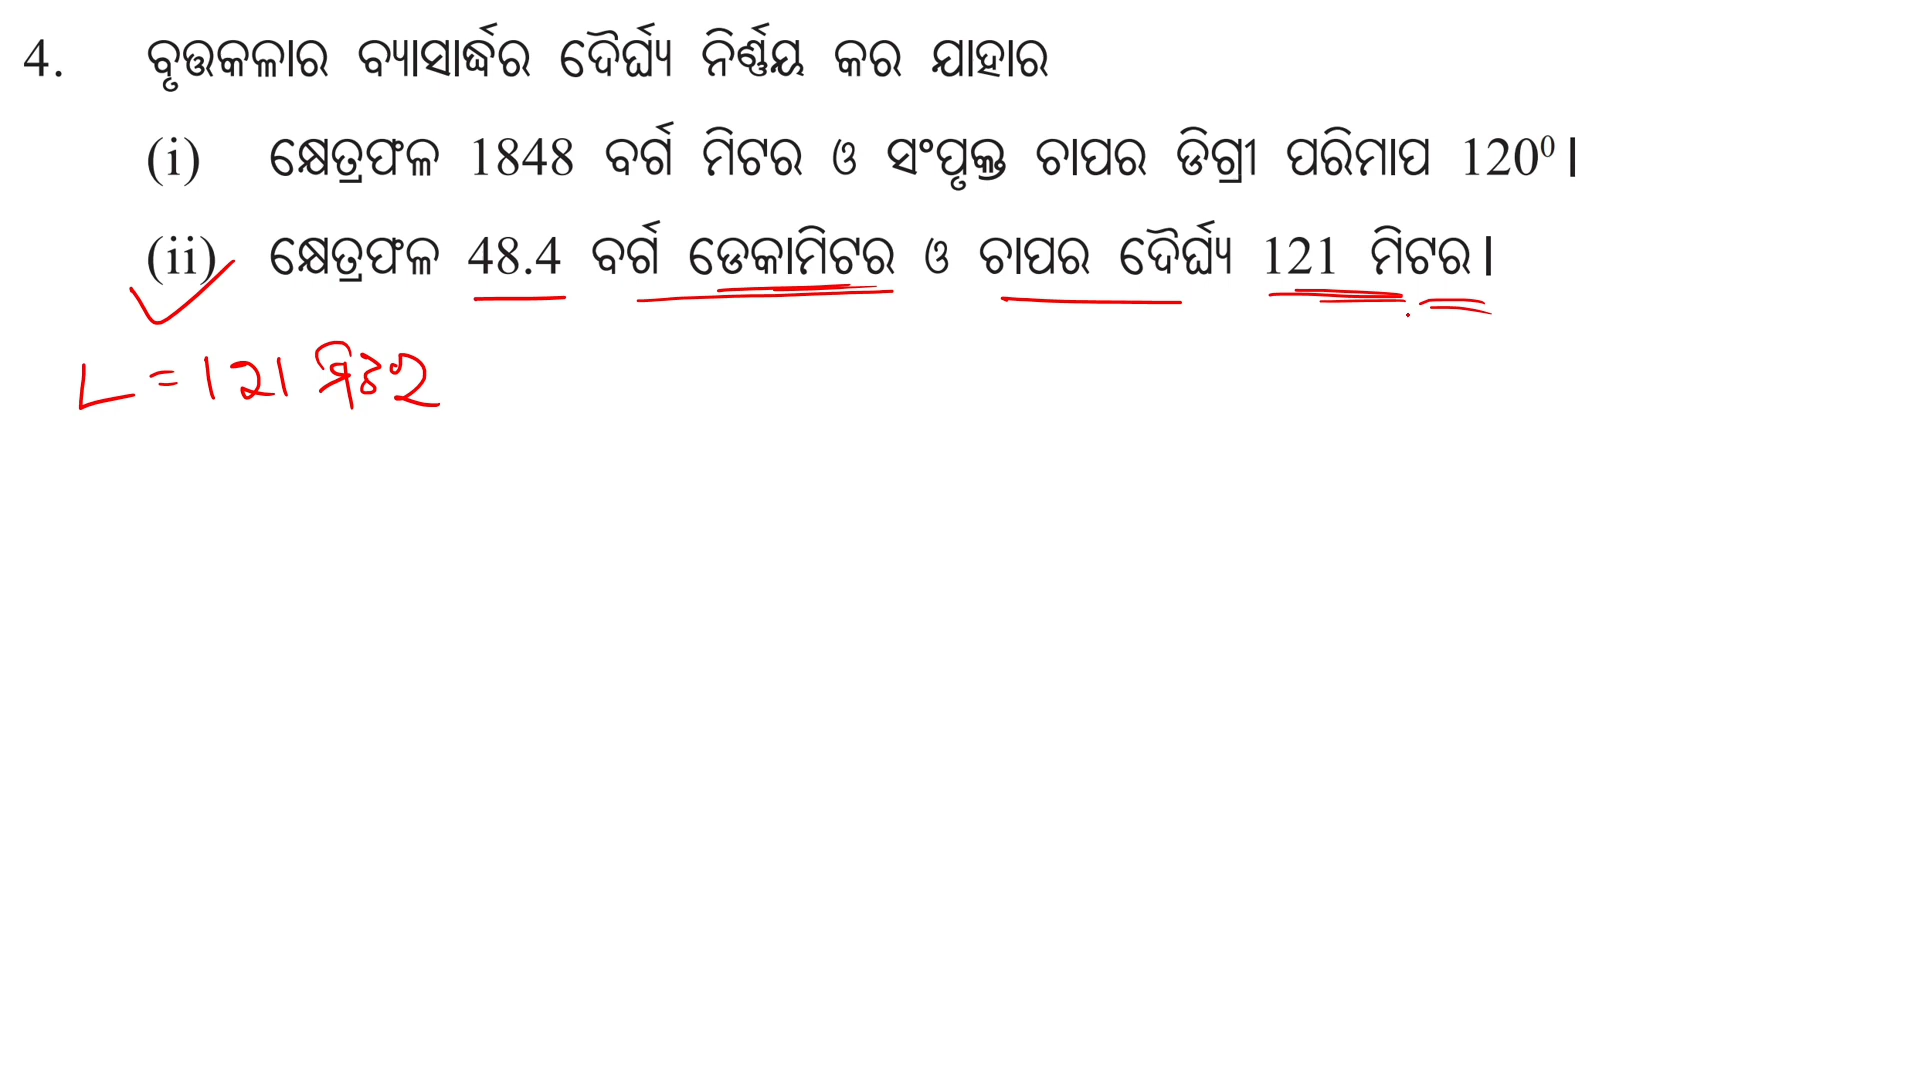 4. ବୃତ୍ତକଳାର ବ୍ୟାସାର୍ଦ୍ଧର ଦୈର୍ଘ୍ୟ ନିର୍ଣ୍ଣୟ କର ଯାହାର
(i) କ୍ଷେତ୍ରଫଳ 1848 ବର୍ଗ ମିଟର ଓ ସଂପୃକ୍ତ ଚାପର ଡିଗ୍ରୀ ପରିମାପ 120⁰ ।
(ii) କ୍ଷେତ୍ରଫଳ 48.4 ବର୍ଗ ଡେକାମିଟର ଓ ଚାପର ଦୈର୍ଘ୍ୟ 121 ମିଟର ।
L = 121 ମିଟର